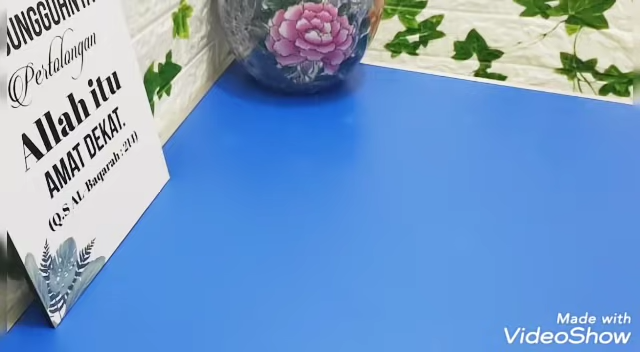 Pertolongan
Allah itu
AMAT DEKAT.
(Q.S AL-Baqarah : 214)
Made with
VideoShow